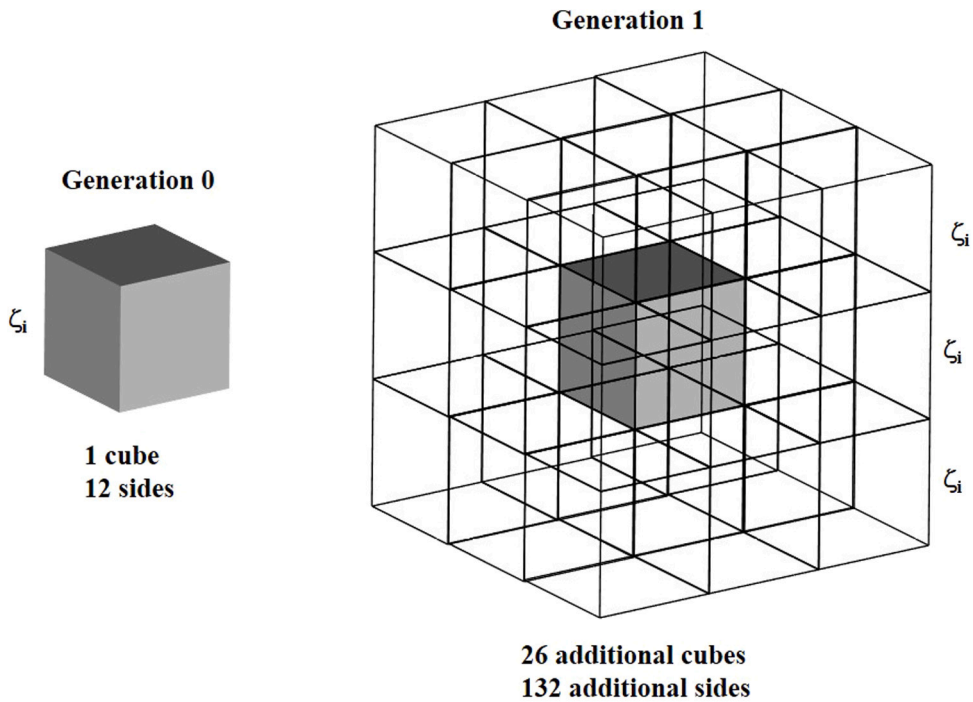 Generation 0
ζi
1 cube
12 sides
Generation 1
ζi
ζi
ζi
26 additional cubes
132 additional sides